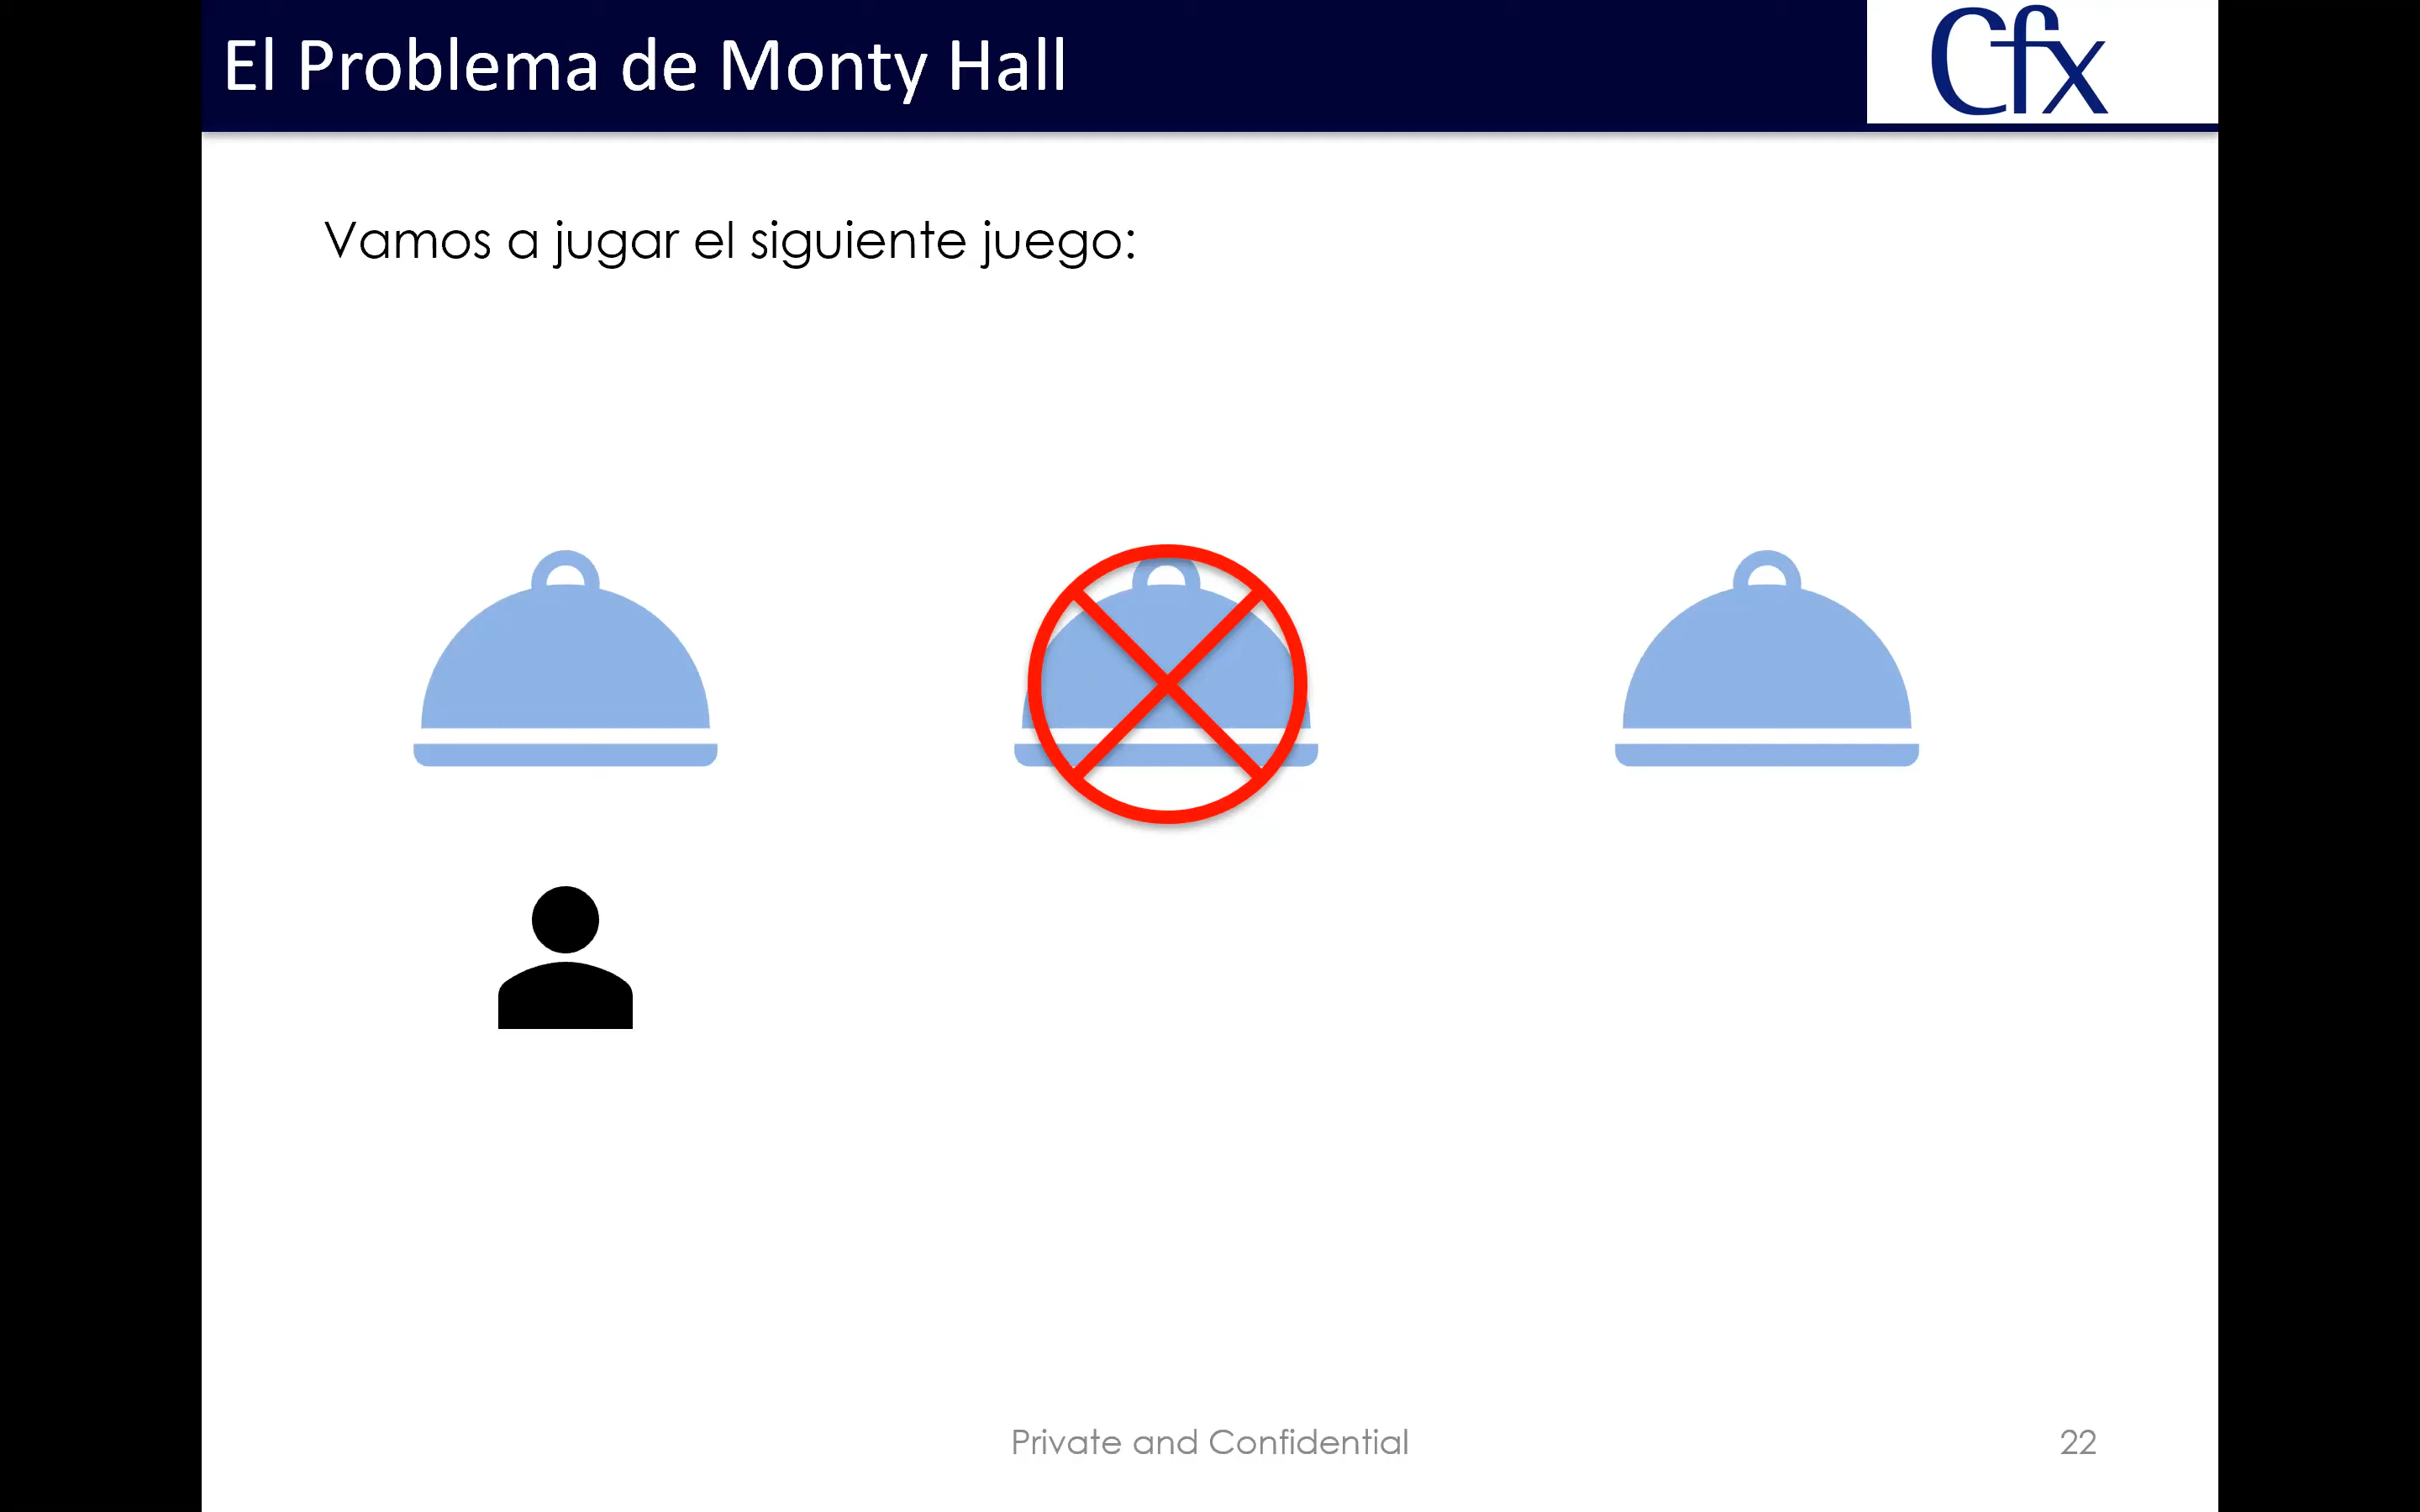 El Problema de Monty Hall
Cfx
Vamos a jugar el siguiente juego:
Private and Confidential
22